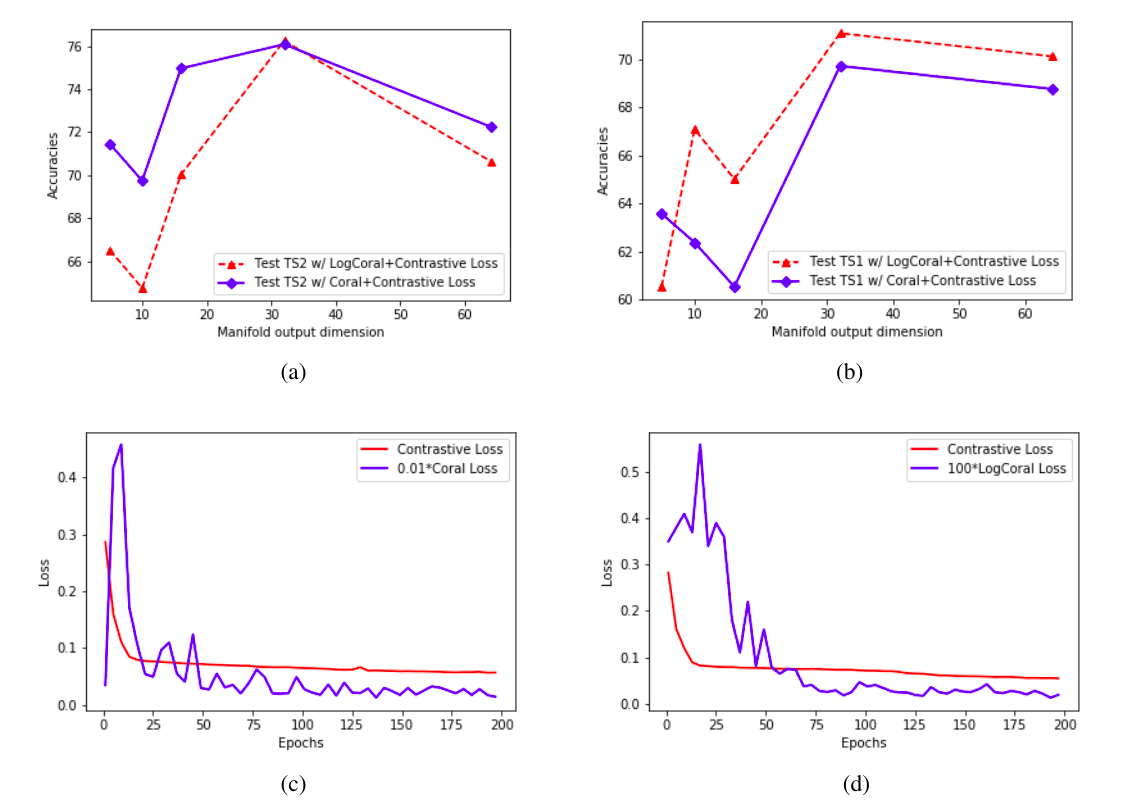 76
74
72
70
68
66
Accuracies
Test TS2 w/ LogCoral+Contrastive Loss
Test TS2 w/ Coral+Contrastive Loss
10 20 30 40 50 60
Manifold output dimension
(a)
70
68
66
64
62
60
Accuracies
Test TS1 w/ LogCoral+Contrastive Loss
Test TS1 w/ Coral+Contrastive Loss
10 20 30 40 50 60
Manifold output dimension
(b)
Contrastive Loss
0.01*Coral Loss
0.4
0.3
0.2
0.1
0.0
Loss
0 25 50 75 100 125 150 175 200
Epochs
(c)
Contrastive Loss
100*LogCoral Loss
0.5
0.4
0.3
0.2
0.1
0.0
Loss
0 25 50 75 100 125 150 175 200
Epochs
(d)